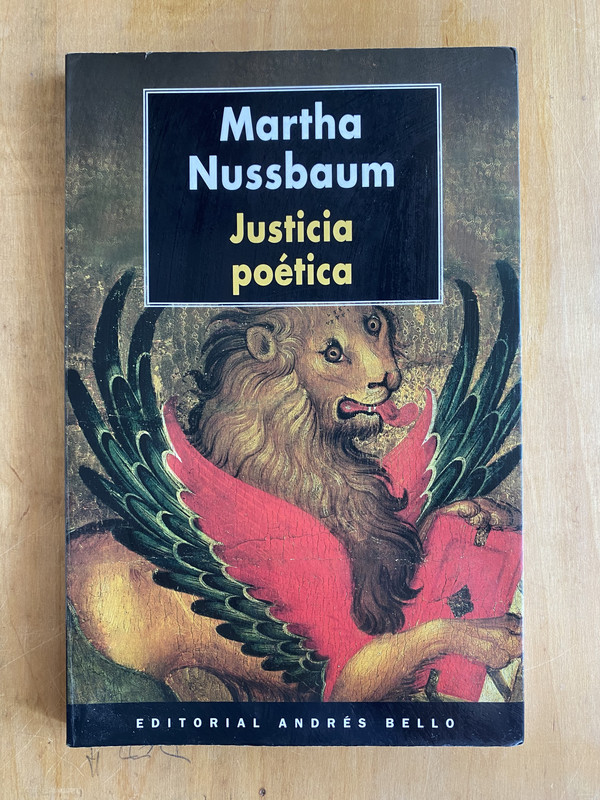 Martha
Nussbaum
Justicia
poética
EDITORIAL ANDRÉS BELLO